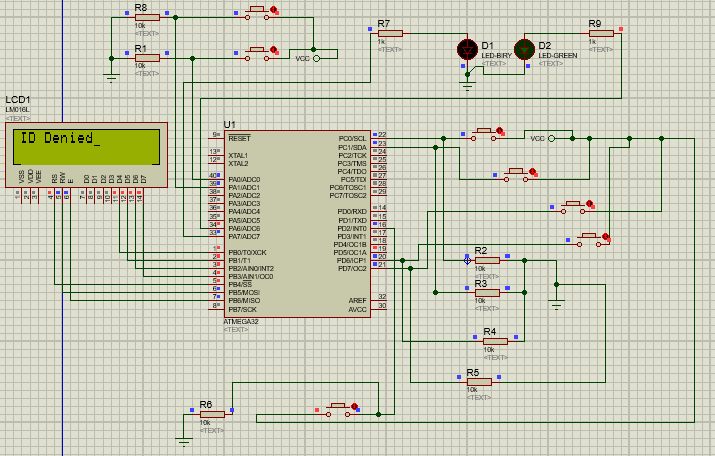 R8
10k
<TEXT>
R1
10k
<TEXT>
VCC
R7
1k
<TEXT>
D1
LED-BIRY
<TEXT>
D2
LED-GREEN
<TEXT>
R9
1k
<TEXT>
LCD1
LM016L
<TEXT>
ID Denied_
VSS
VDD
VEE
RS
RW
E
D0
D1
D2
D3
D4
D5
D6
D7
1
2
3
4
5
6
7
8
9
10
11
12
13
14
U1
9 RESET
13 XTAL1
12 XTAL2
40 PA0/ADC0
39 PA1/ADC1
38 PA2/ADC2
37 PA3/ADC3
36 PA4/ADC4
35 PA5/ADC5
34 PA6/ADC6
33 PA7/ADC7
1 PB0/T0/XCK
2 PB1/T1
3 PB2/AIN0/INT2
4 PB3/AIN1/OC0
5 PB4/SS
6 PB5/MOSI
7 PB6/MISO
8 PB7/SCK
PC0/SCL 22
PC1/SDA 23
PC2/TCK 24
PC3/TMS 25
PC4/TDO 26
PC5/TDI 27
PC6/TOSC1 28
PC7/TOSC2 29
PD0/RXD 14
PD1/TXD 15
PD2/INT0 16
PD3/INT1 17
PD4/OC1B 18
PD5/OC1A 19
PD6/ICP1 20
PD7/OC2 21
AREF 32
AVCC 30
ATMEGA32
<TEXT>
VCC
R2
10k
<TEXT>
R3
10k
<TEXT>
R4
10k
<TEXT>
R5
10k
<TEXT>
R6
10k
<TEXT>